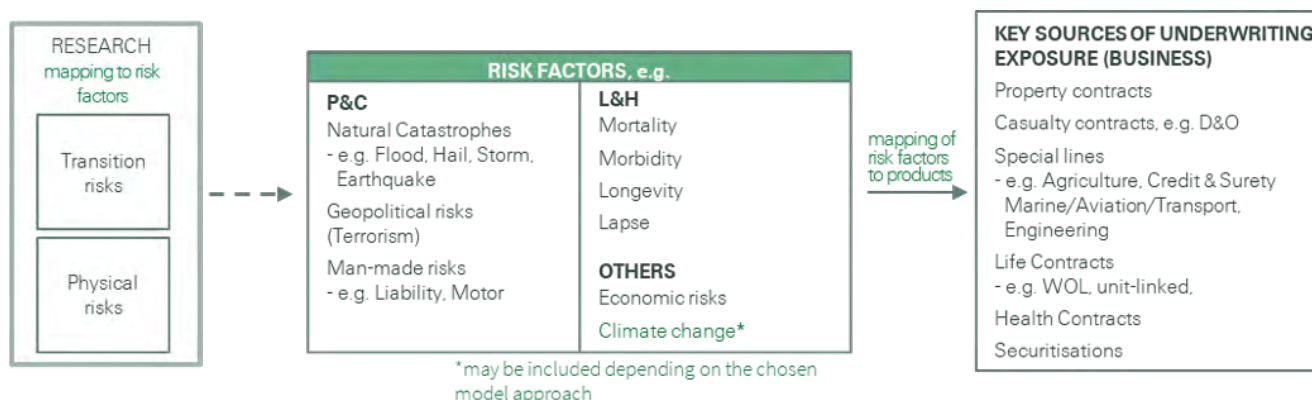 RESEARCH
mapping to risk
factors
Transition
risks
Physical
risks
RISK FACTORS, e.g.
P&C
Natural Catastrophes
- e.g. Flood, Hail, Storm,
Earthquake
Geopolitical risks
(Terrorism)
Man-made risks
- e.g. Liability, Motor
L&H
Mortality
Morbidity
Longevity
Lapse
OTHERS
Economic risks
Climate change*
*may be included depending on the chosen
model approach
mapping of
risk factors
to products
KEY SOURCES OF UNDERWRITING
EXPOSURE (BUSINESS)
Property contracts
Casualty contracts, e.g. D&O
Special lines
- e.g. Agriculture, Credit & Surety
Marine/Aviation/Transport,
Engineering
Life Contracts
- e.g. WOL, unit-linked,
Health Contracts
Securitisations